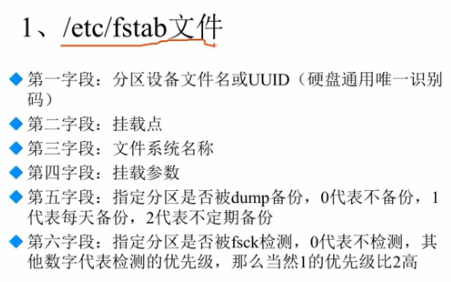 1、/etc/fstab文件
第一字段：分区设备文件名或UUID（硬盘通用唯一识别
码）
第二字段：挂载点
第三字段：文件系统名称
第四字段：挂载参数
第五字段：指定分区是否被dump备份，0代表不备份，1
代表每天备份，2代表不定期备份
第六字段：指定分区是否被fsck检测，0代表不检测，其
他数字代表检测的优先级，那么当然1的优先级比2高